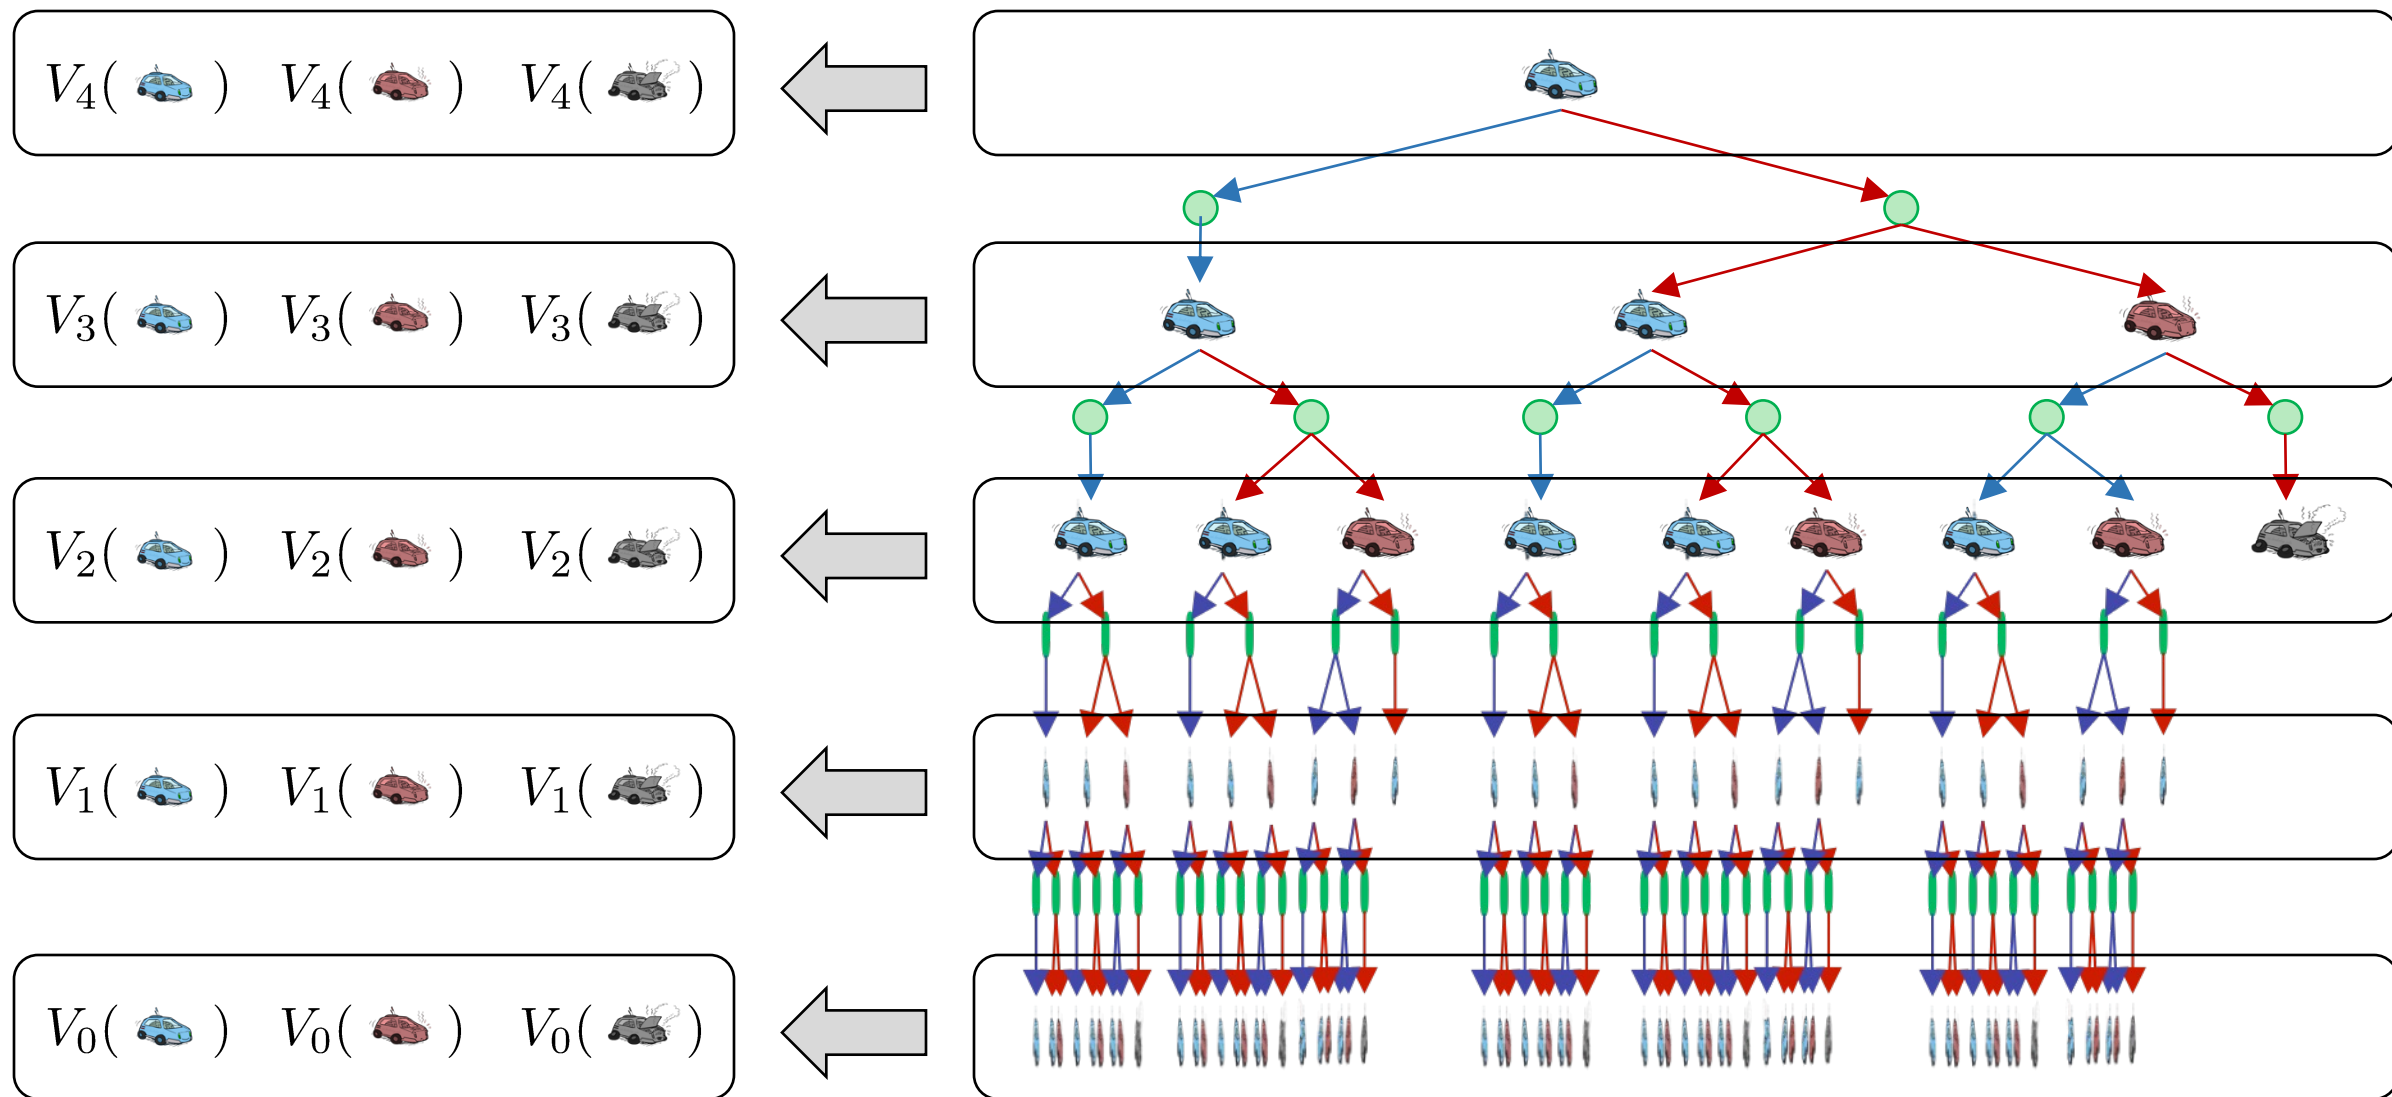 V₄( ) V₄( ) V₄( )
V₃( ) V₃( ) V₃( )
V₂( ) V₂( ) V₂( )
V₁( ) V₁( ) V₁( )
V₀( ) V₀( ) V₀( )